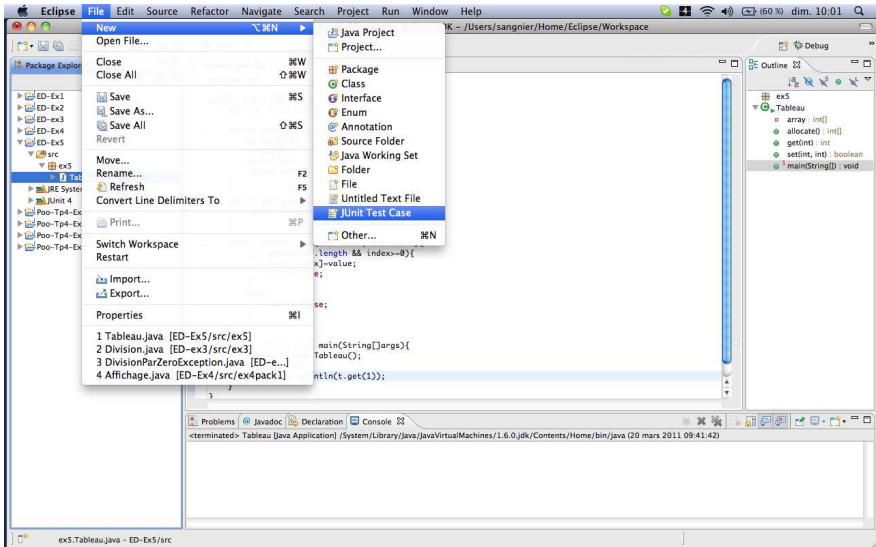 Eclipse File Edit Source Refactor Navigate Search Project Run Window Help (60 %) dim. 10:01
K – /Users/sangnier/Home/Eclipse/Workspace
Debug
Package Explor
ED-Ex1
ED-Ex2
ED-ex3
ED-Ex4
ED-Ex5
src
ex5
Tab
JRE System
JUnit 4
Poo-Tp4-Ex
Poo-Tp4-Ex
Poo-Tp4-Ex
New ⌥⌘N
Open File...
Close ⌘W
Close All ⇧⌘W
Save ⌘S
Save As...
Save All ⇧⌘S
Revert
Move...
Rename... F2
Refresh F5
Convert Line Delimiters To
Print... ⌘P
Switch Workspace
Restart
Import...
Export...
Properties ⌘I
1 Tableau.java [ED-Ex5/src/ex5]
2 Division.java [ED-ex3/src/ex3]
3 DivisionParZeroException.java [ED-e...]
4 Affichage.java [ED-Ex4/src/ex4pack1]
Java Project
Project...
Package
Class
Interface
Enum
Annotation
Source Folder
Java Working Set
Folder
File
Untitled Text File
JUnit Test Case
Other... ⌘N
.length && index>=0){
x]=value;
e;
se;
main(String[]args){
Tableau();
ntln(t.get(1));
}
}
Outline
ex5
Tableau
array : int[]
allocate() : int[]
get(int) : int
set(int, int) : boolean
main(String[]) : void
Problems Javadoc Declaration Console
<terminated> Tableau [Java Application] /System/Library/Java/JavaVirtualMachines/1.6.0.jdk/Contents/Home/bin/java (20 mars 2011 09:41:42)
ex5.Tableau.java – ED-Ex5/src